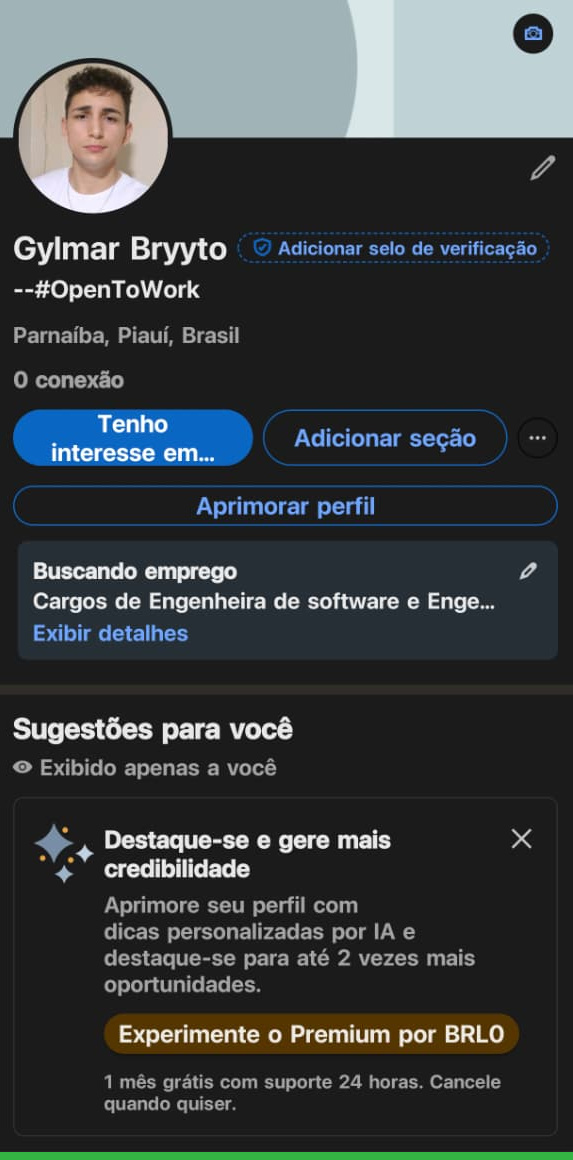 Gylmar Bryyto
Adicionar selo de verificação
--#OpenToWork
Parnaíba, Piauí, Brasil
0 conexão
Tenho
interesse em...
Adicionar seção
Aprimorar perfil
Buscando emprego
Cargos de Engenheira de software e Enge...
Exibir detalhes
Sugestões para você
Exibido apenas a você
Destaque-se e gere mais
credibilidade
Aprimore seu perfil com
dicas personalizadas por IA e
destaque-se para até 2 vezes mais
oportunidades.
Experimente o Premium por BRL0
1 mês grátis com suporte 24 horas. Cancele
quando quiser.